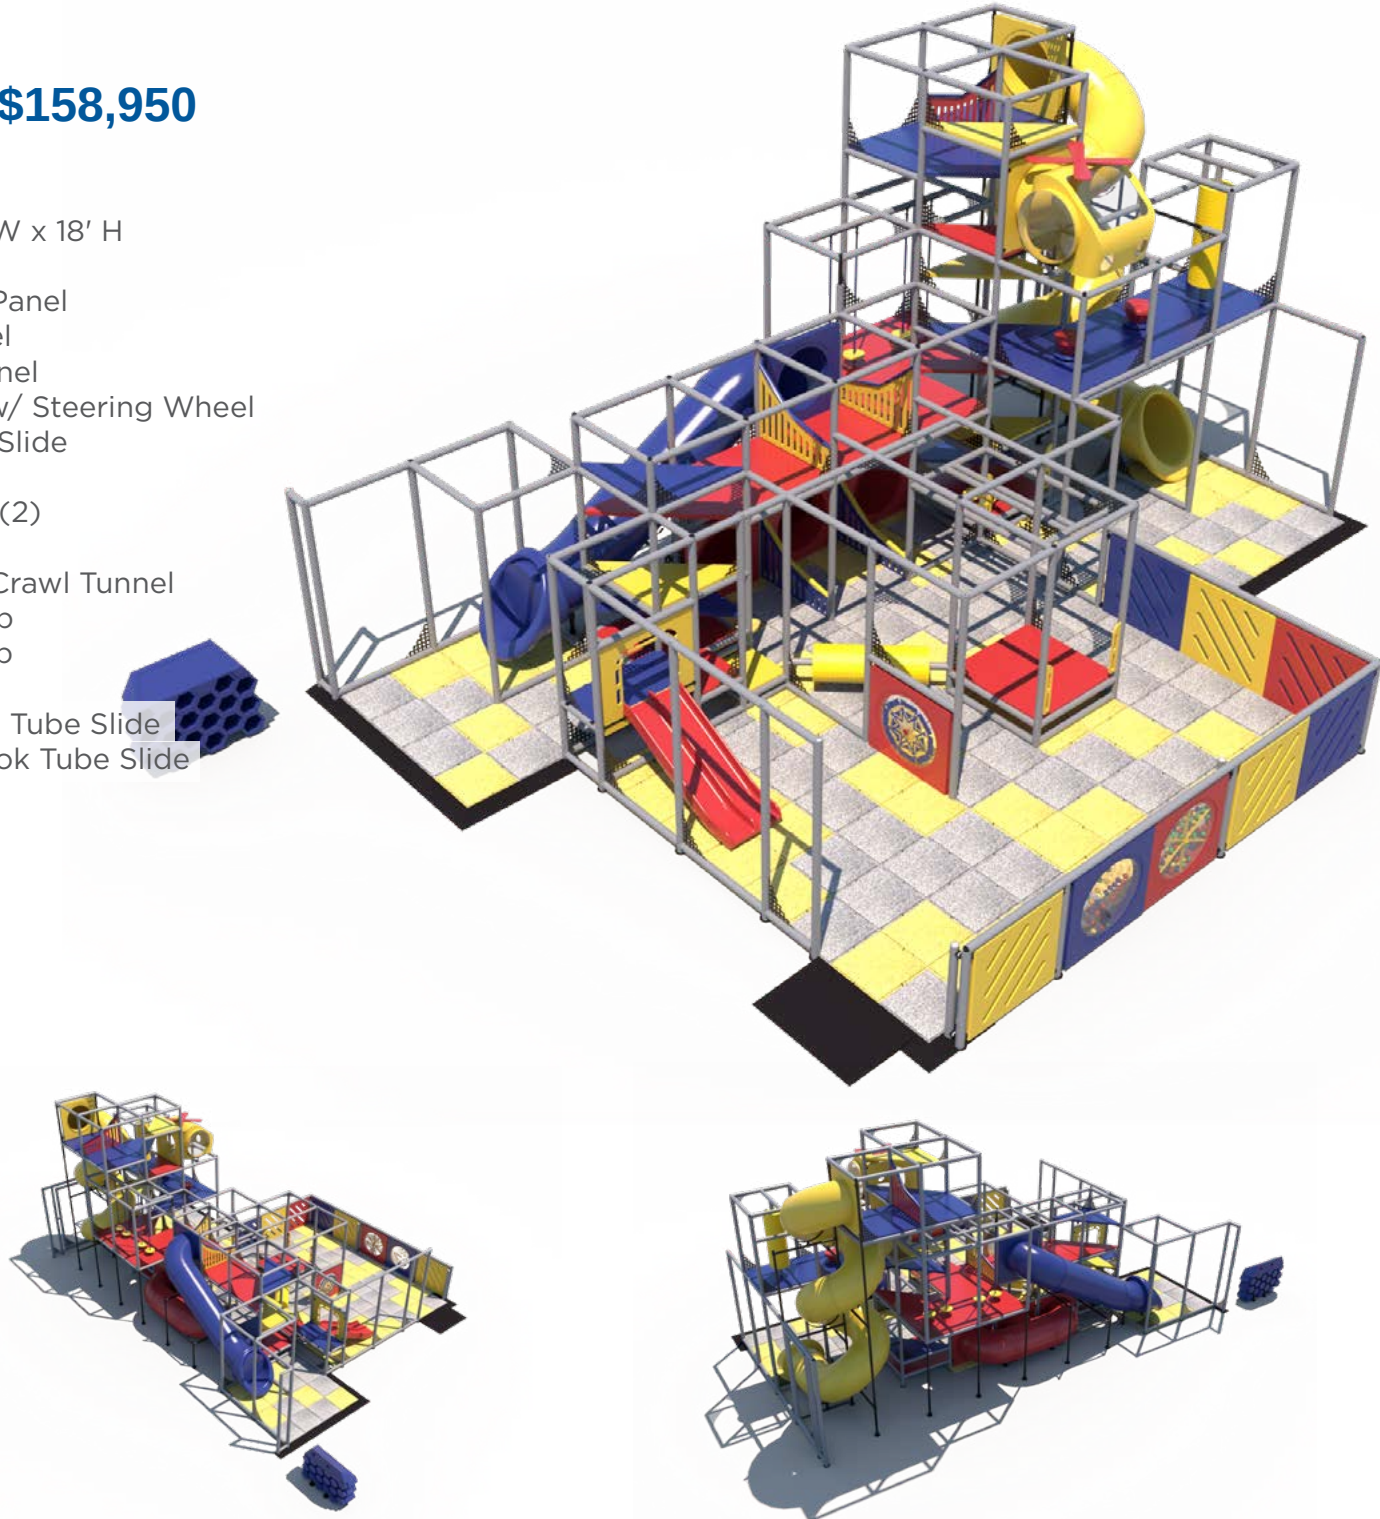 $158,950
W x 18' H
Panel
el
nel
w/ Steering Wheel
Slide
(2)
Crawl Tunnel
p
p
Tube Slide
ok Tube Slide